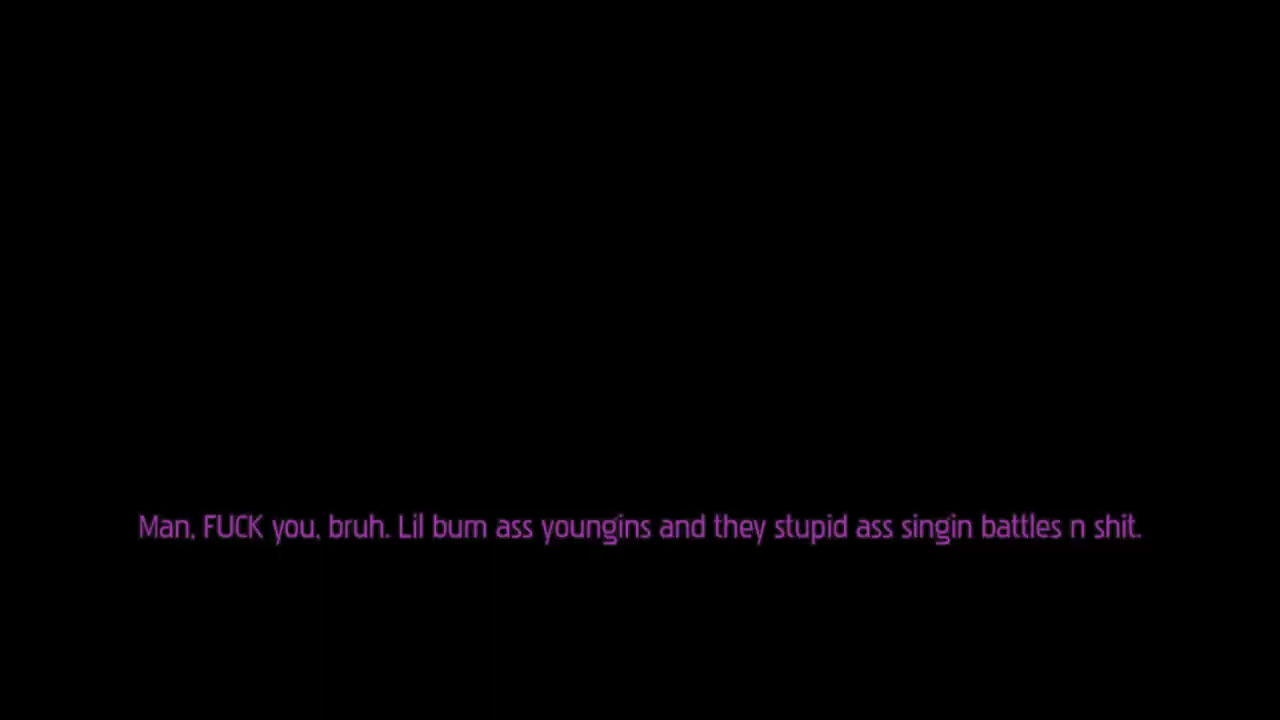 Man, FUCK you, bruh. Lil bum ass youngins and they stupid ass singin battles n shit.